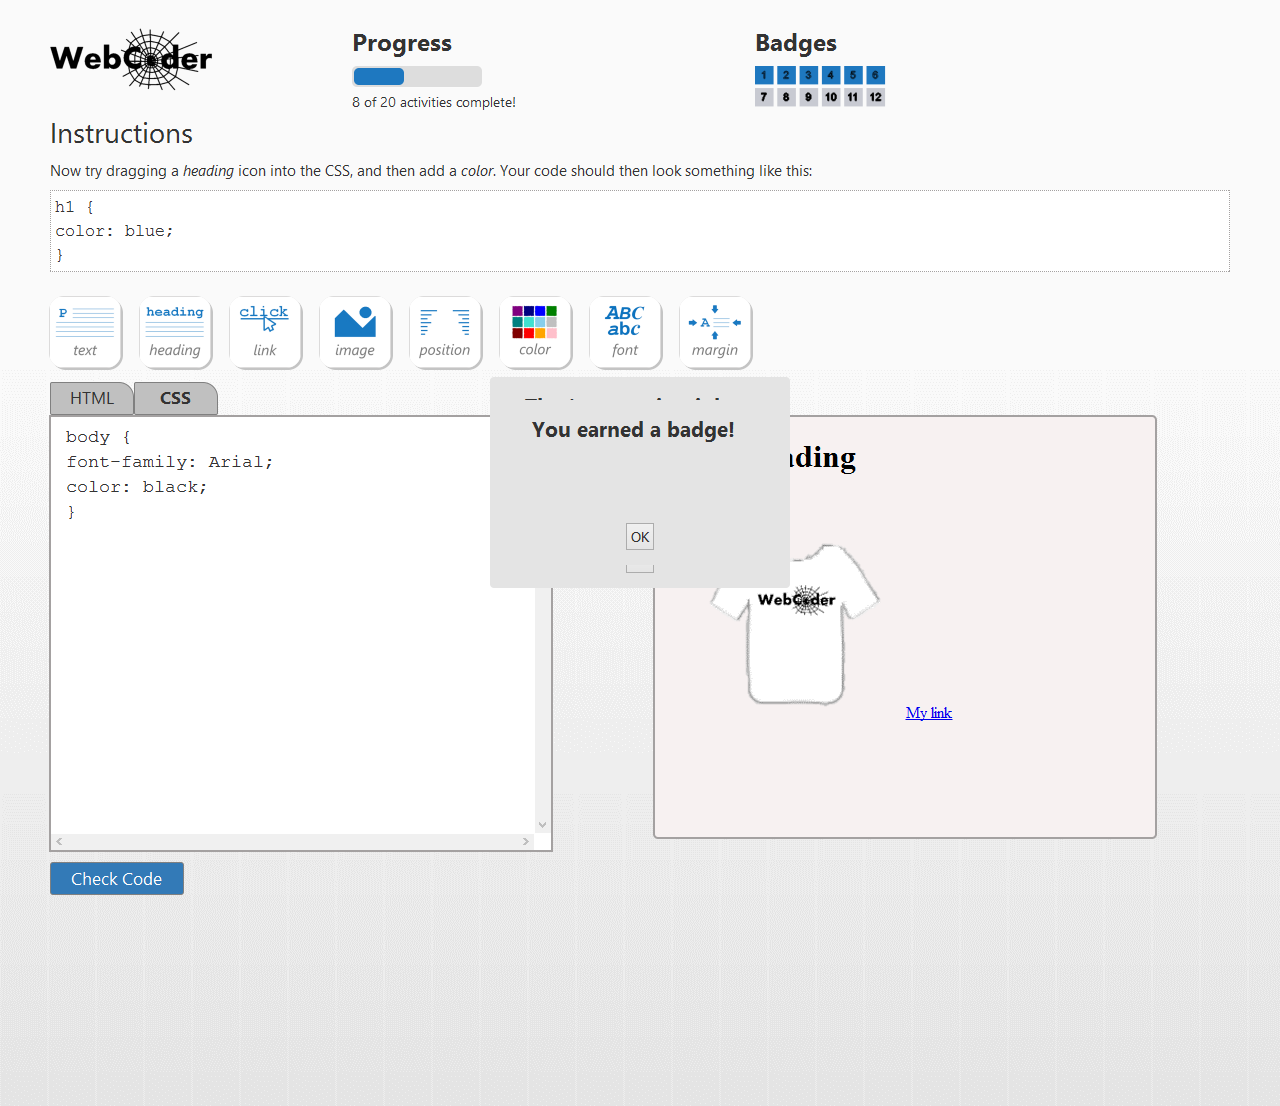 WebCoder
Progress
8 of 20 activities complete!
Badges
1 2 3 4 5 6
7 8 9 10 11 12
Instructions
Now try dragging a heading icon into the CSS, and then add a color. Your code should then look something like this:
h1 {
color: blue;
}
P
text
heading
heading
click
link
image
position
color
ABC
abc
font
A
margin
HTML CSS
body {
font-family: Arial;
color: black;
}
You earned a badge!
OK
WebCoder
My link
Check Code